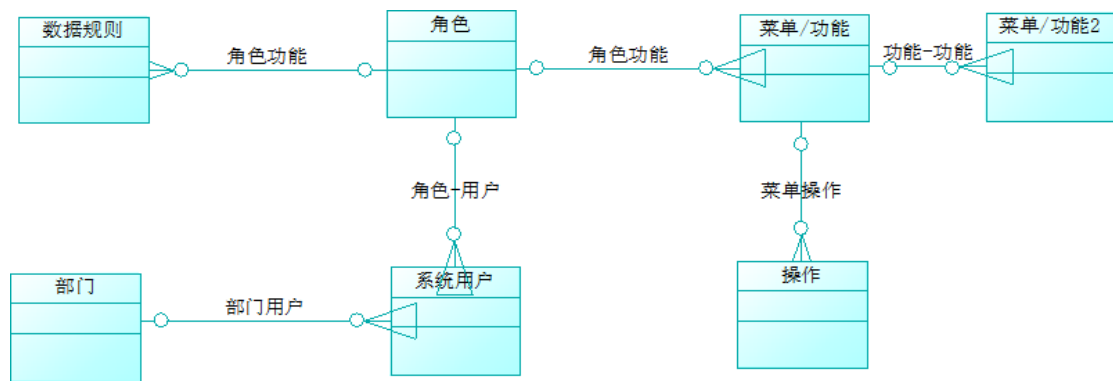 数据规则
角色功能
角色
角色功能
菜单/功能
功能-功能
菜单/功能2
角色-用户
菜单操作
部门
部门用户
系统用户
操作